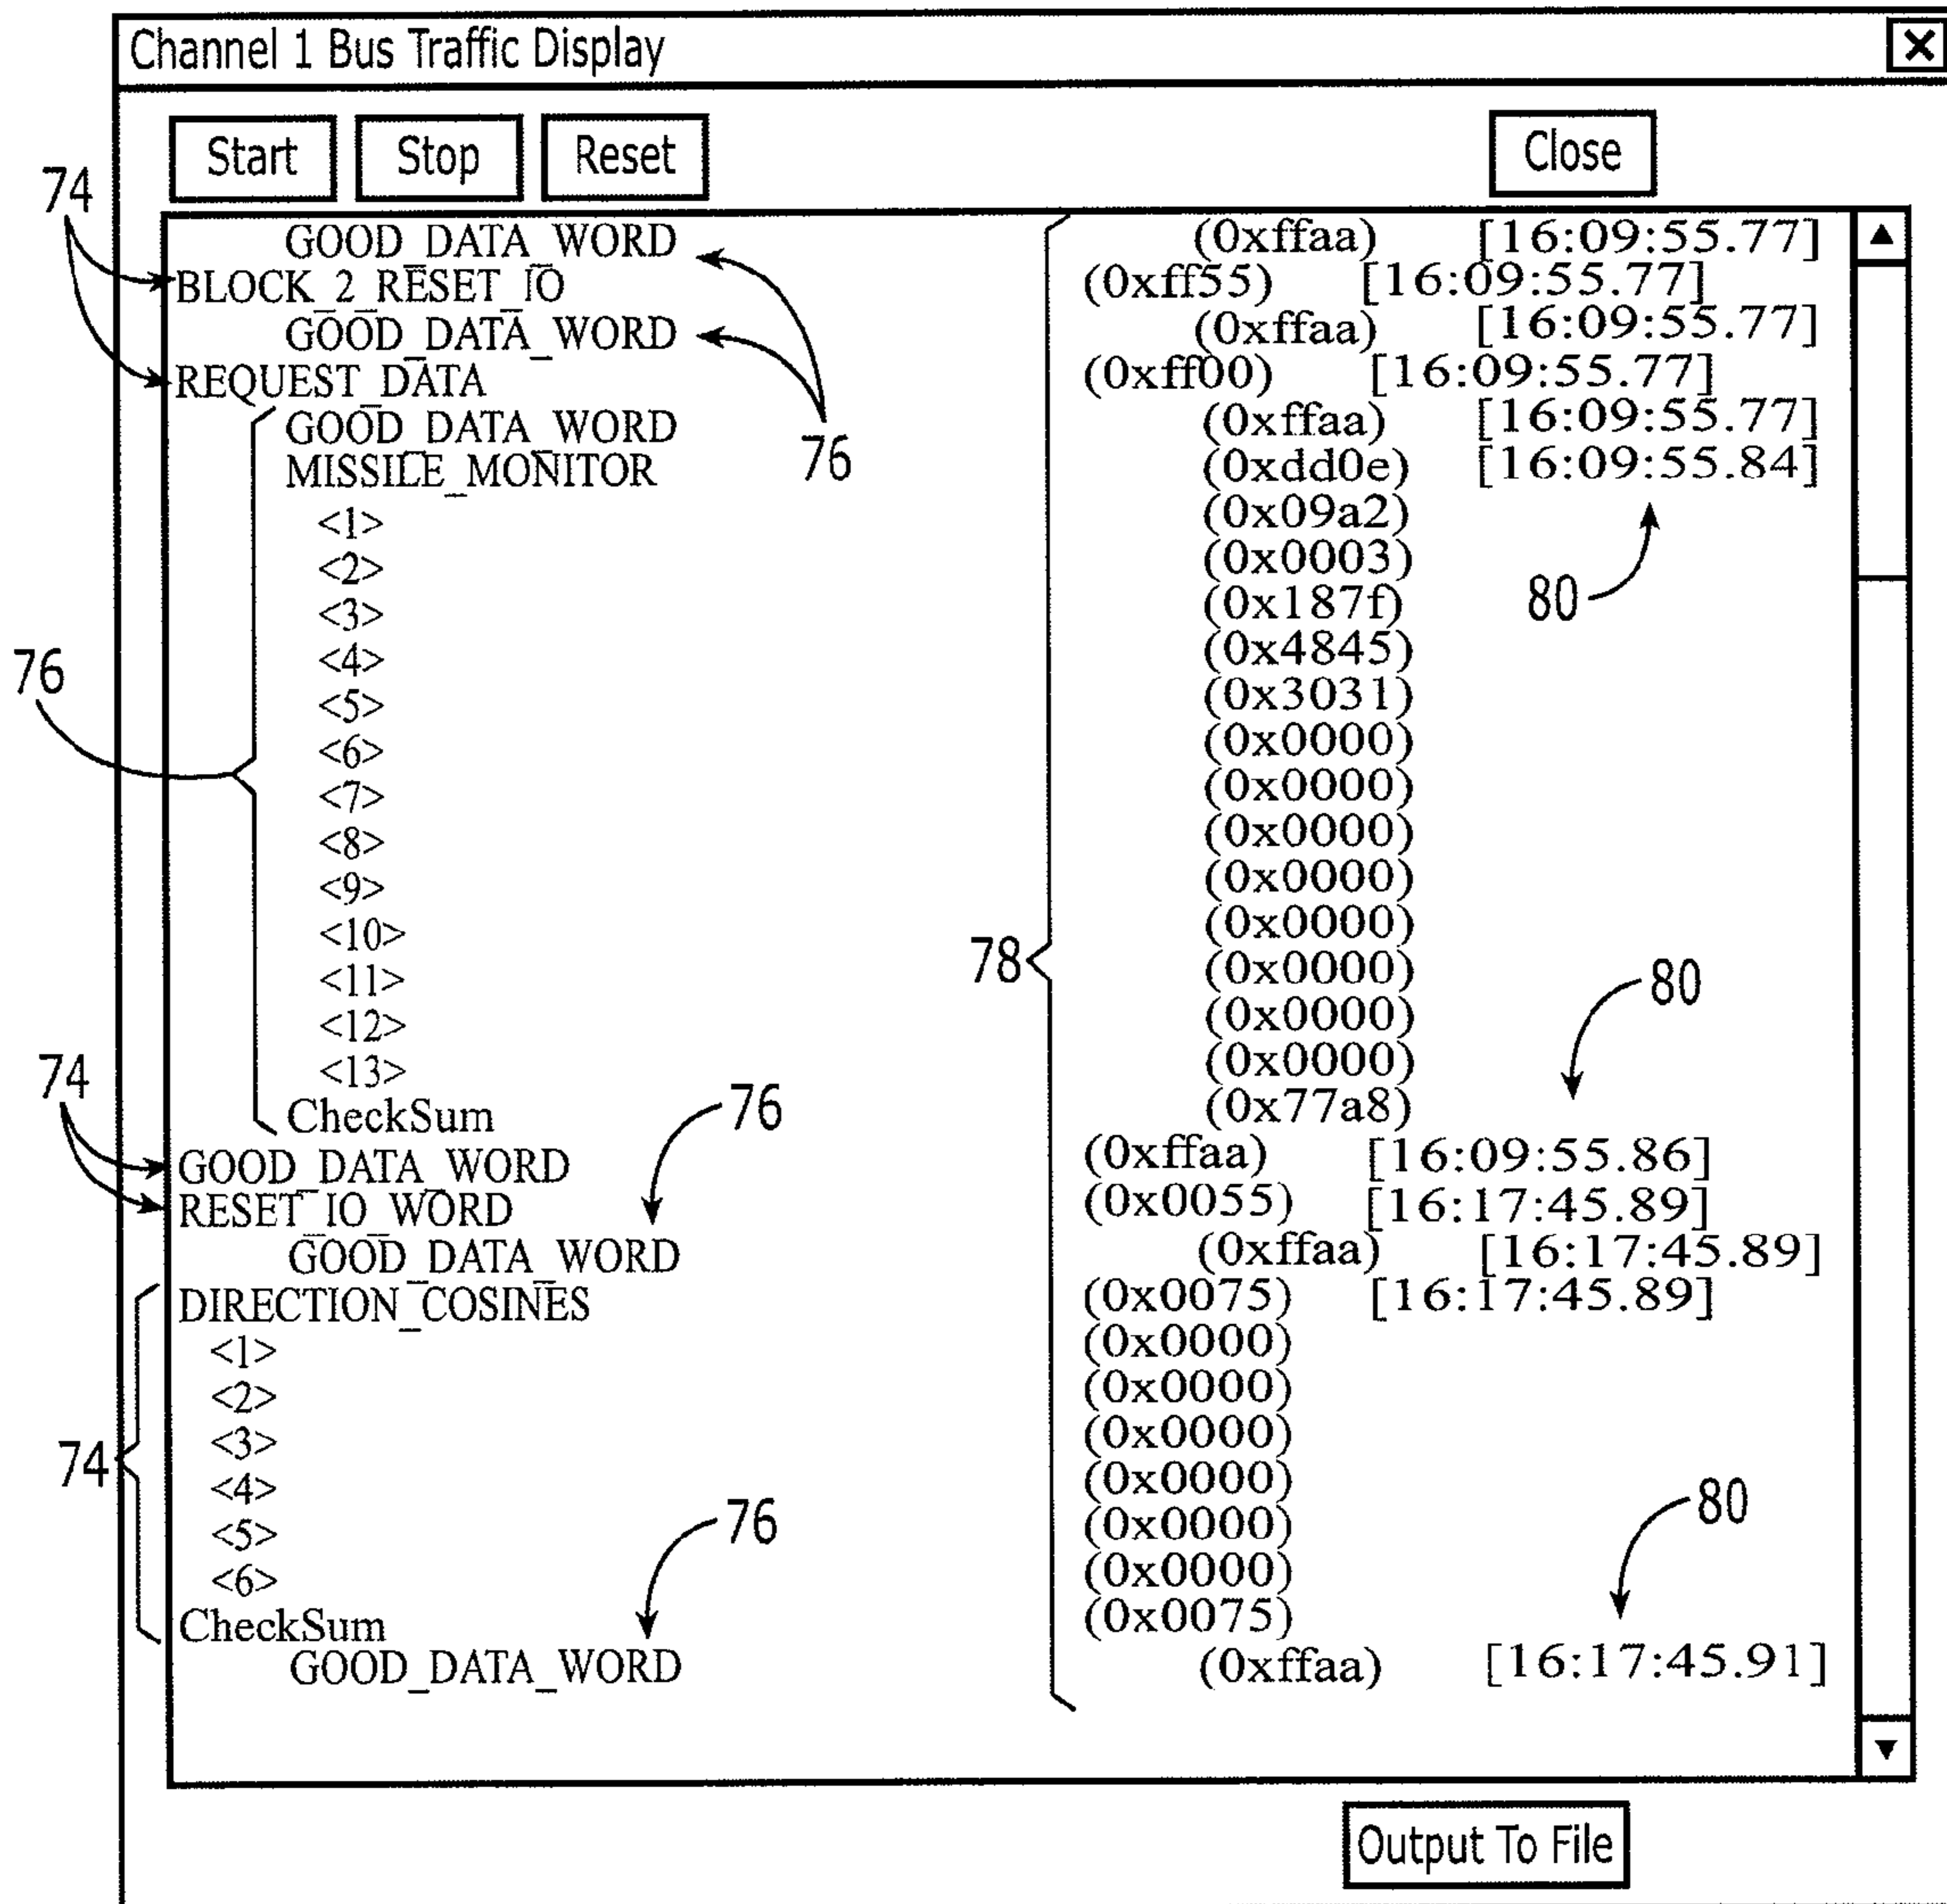 Channel 1 Bus Traffic Display
Start Stop Reset Close
74
GOOD_DATA_WORD (0xffaa) [16:09:55.77]
BLOCK_2_RESET_IO (0xff55) [16:09:55.77]
GOOD_DATA_WORD (0xffaa) [16:09:55.77]
REQUEST_DATA (0xff00) [16:09:55.77]
GOOD_DATA_WORD (0xffaa) [16:09:55.77]
MISSILE_MONITOR 76 (0xdd0e) [16:09:55.84]
<1> (0x09a2)
<2> (0x0003)
<3> (0x187f) 80
<4> (0x4845)
76 <5> (0x3031)
<6> (0x0000)
<7> (0x0000)
<8> (0x0000)
<9> (0x0000)
<10> (0x0000)
<11> 78 (0x0000) 80
<12> (0x0000)
<13> (0x0000)
74 CheckSum 76 (0x77a8)
GOOD_DATA_WORD (0xffaa) [16:09:55.86]
RESET_IO_WORD (0x0055) [16:17:45.89]
GOOD_DATA_WORD (0xffaa) [16:17:45.89]
DIRECTION_COSINES (0x0075) [16:17:45.89]
<1> (0x0000)
<2> (0x0000)
74 <3> (0x0000)
<4> (0x0000)
<5> 76 (0x0000) 80
<6> (0x0000)
CheckSum (0x0075)
GOOD_DATA_WORD (0xffaa) [16:17:45.91]
Output To File